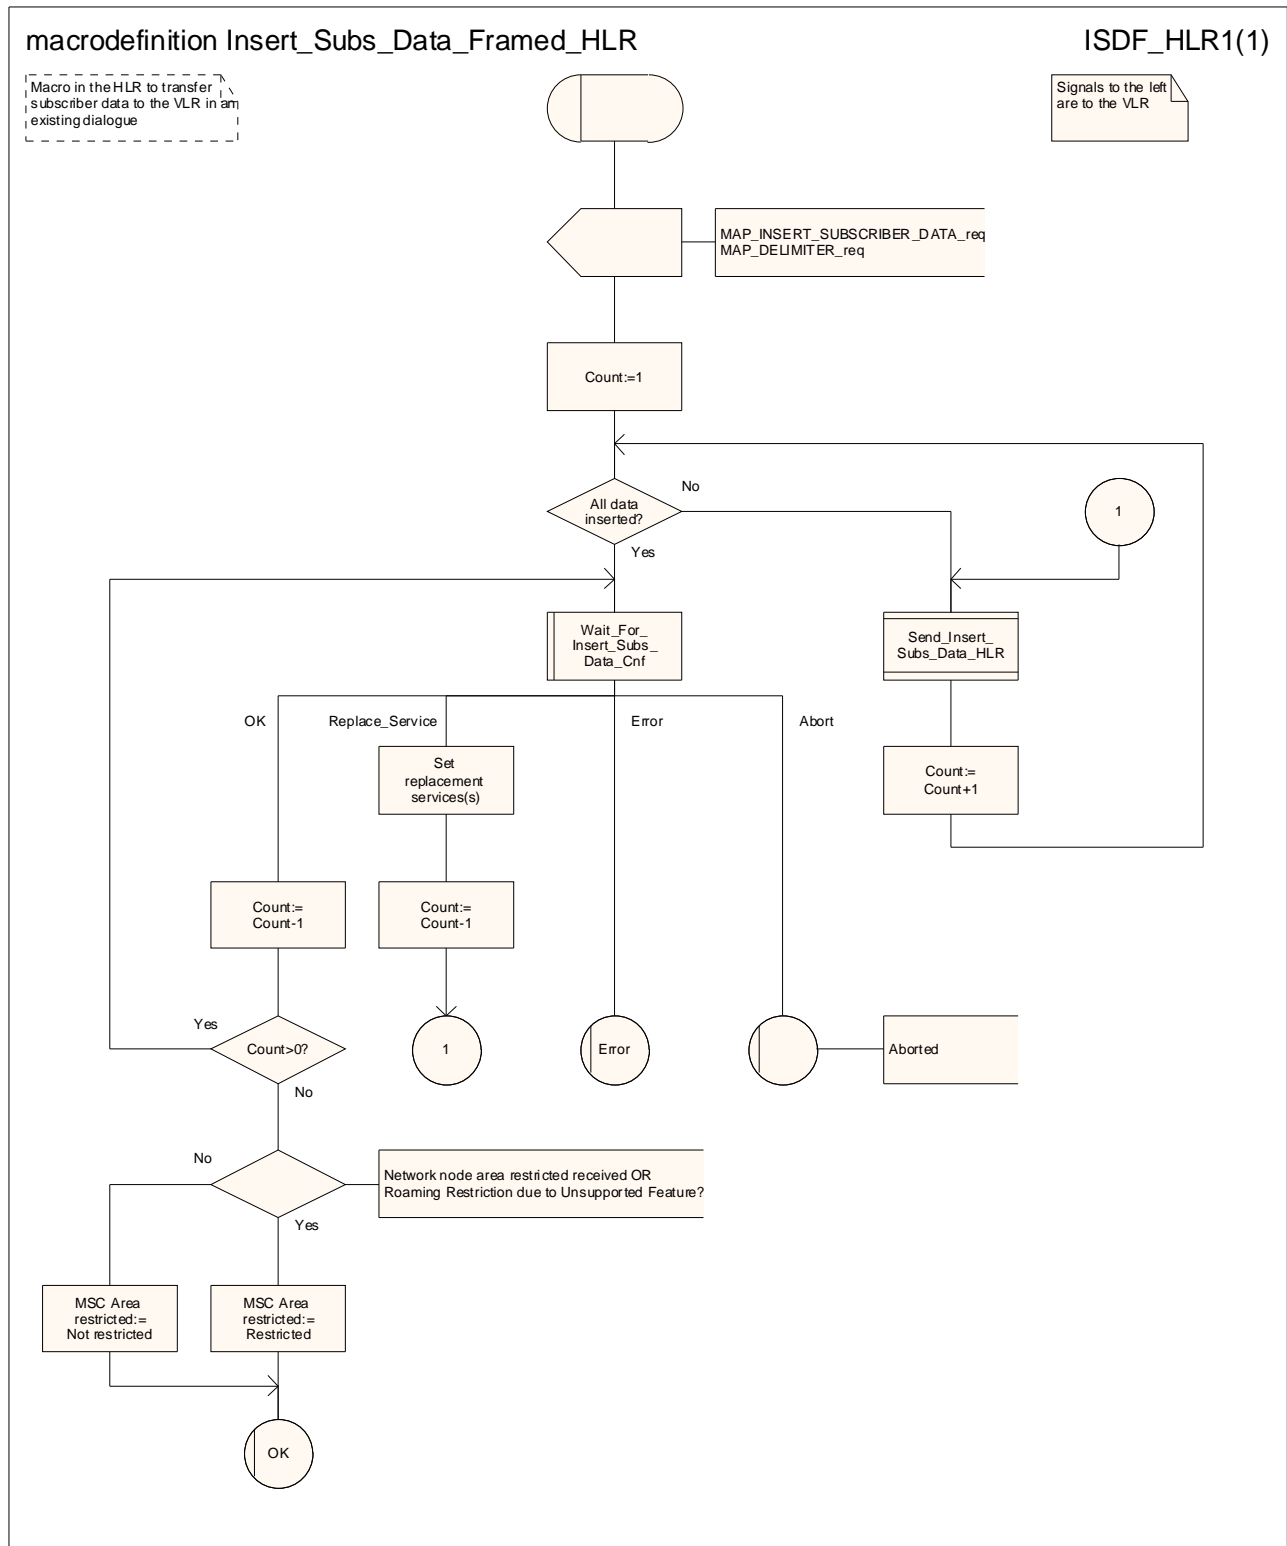 macrodefinition Insert_Subs_Data_Framed_HLR
ISDF_HLR1(1)
Macro in the HLR to transfer
subscriber data to the VLR in an
existing dialogue
Signals to the left
are to the VLR
MAP_INSERT_SUBSCRIBER_DATA_req
MAP_DELIMITER_req
Count:=1
No
All data
inserted?
1
Yes
Wait_For_
Insert_Subs_
Data_Cnf
Send_Insert_
Subs_Data_HLR
OK
Replace_Service
Error
Abort
Set
replacement
services(s)
Count:=
Count+1
Count:=
Count-1
Count:=
Count-1
Yes
Count>0?
1
Error
Aborted
No
No
Network node area restricted received OR
Roaming Restriction due to Unsupported Feature?
Yes
MSC Area
restricted:=
Not restricted
MSC Area
restricted:=
Restricted
OK